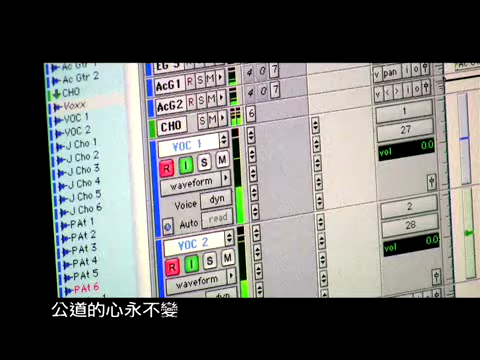 Ac Gtr 2
CHO
Voxx
VOC 1
VOC 2
J Cho 1
J Cho 2
J Cho 3
J Cho 4
J Cho 5
J Cho 6
PAt 1
PAt 2
PAt 3
PAt 4
PAt 5
PAt 6
AcG1 R S M 4 0 7
AcG2 R S M 4 0 7
CHO S M 6
VOC 1
R I S M
waveform
Voice dyn
Auto read
VOC 2
R I S M
waveform
dyn
v pan i o
v < > i o
1
27
vol 0.0
2
28
vol 0.0
公道的心永不變